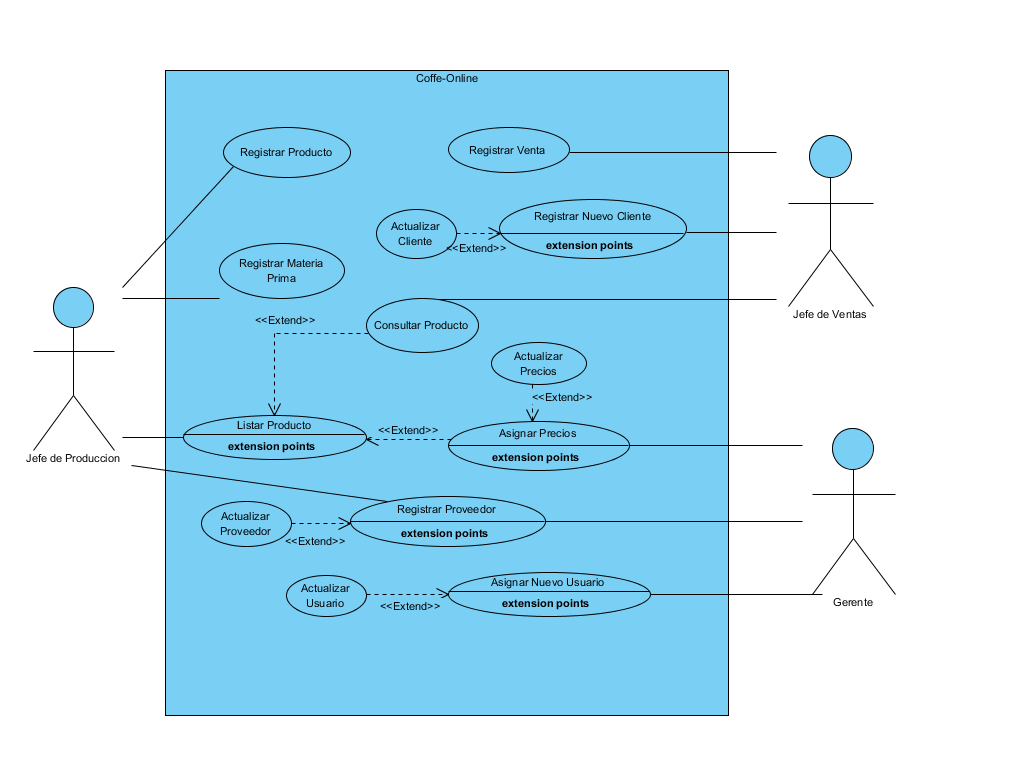 Coffe-Online
Registrar Producto
Registrar Venta
Actualizar
Cliente
<<Extend>>
Registrar Nuevo Cliente
extension points
Registrar Materia
Prima
<<Extend>>
Consultar Producto
Jefe de Ventas
Actualizar
Precios
<<Extend>>
Listar Producto
extension points
<<Extend>>
Asignar Precios
extension points
Jefe de Produccion
Actualizar
Proveedor
<<Extend>>
Registrar Proveedor
extension points
Actualizar
Usuario
<<Extend>>
Asignar Nuevo Usuario
extension points
Gerente